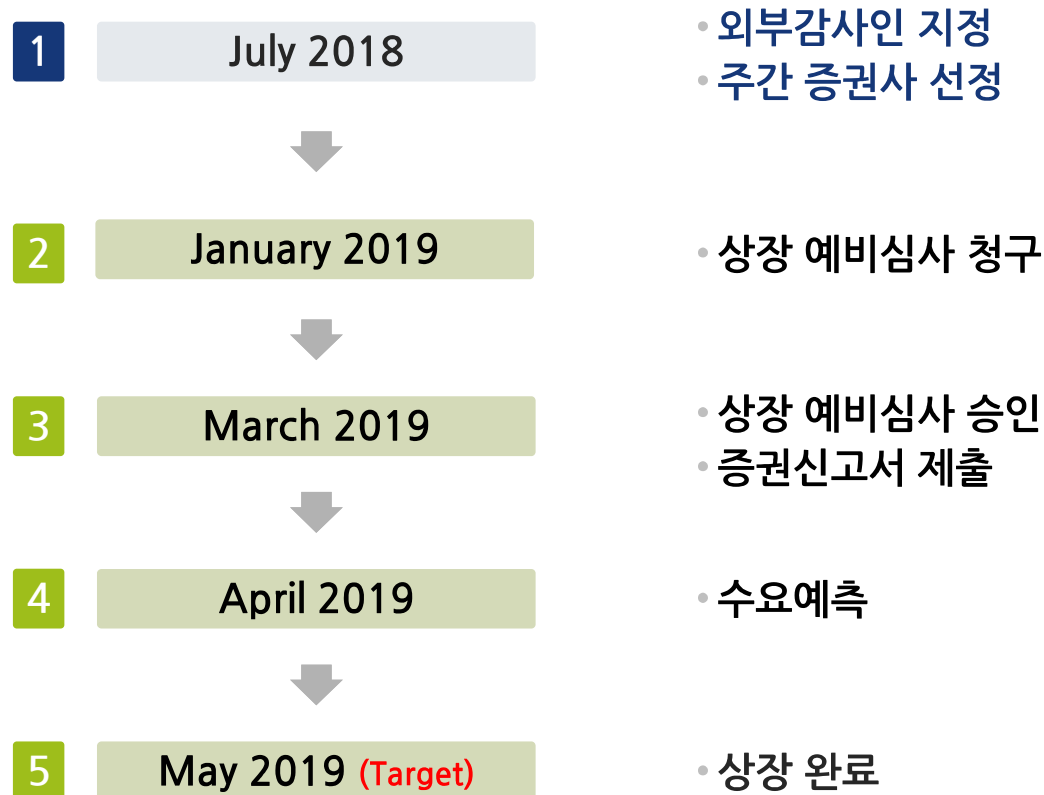 1 July 2018
• 외부감사인 지정
• 주간 증권사 선정
2 January 2019
• 상장 예비심사 청구
3 March 2019
• 상장 예비심사 승인
• 증권신고서 제출
4 April 2019
• 수요예측
5 May 2019 (Target)
• 상장 완료